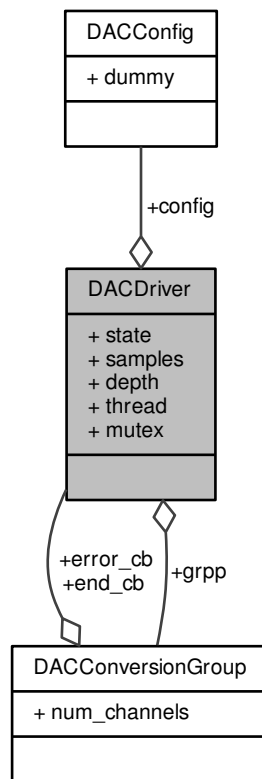 DACConfig
+ dummy
+config
DACDriver
+ state
+ samples
+ depth
+ thread
+ mutex
+error_cb
+end_cb
+grpp
DACConversionGroup
+ num_channels